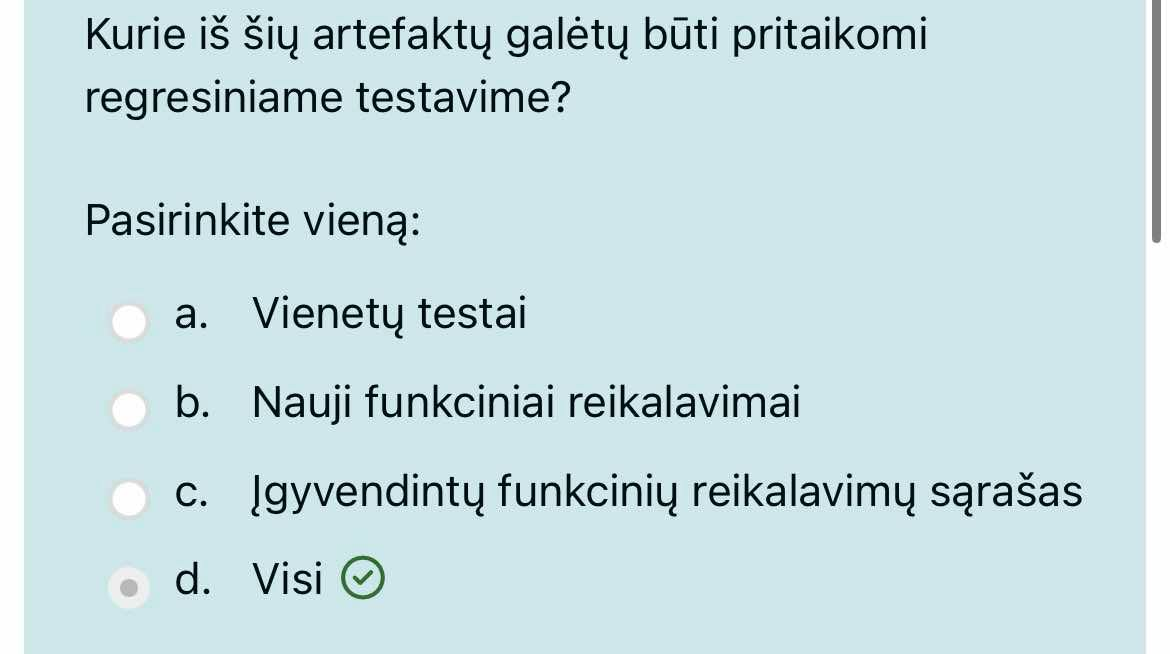 Kurie iš šių artefaktų galėtų būti pritaikomi
regresiniame testavime?
Pasirinkite vieną:
a. Vienetų testai
b. Nauji funkciniai reikalavimai
c. Įgyvendintų funkcinių reikalavimų sąrašas
d. Visi